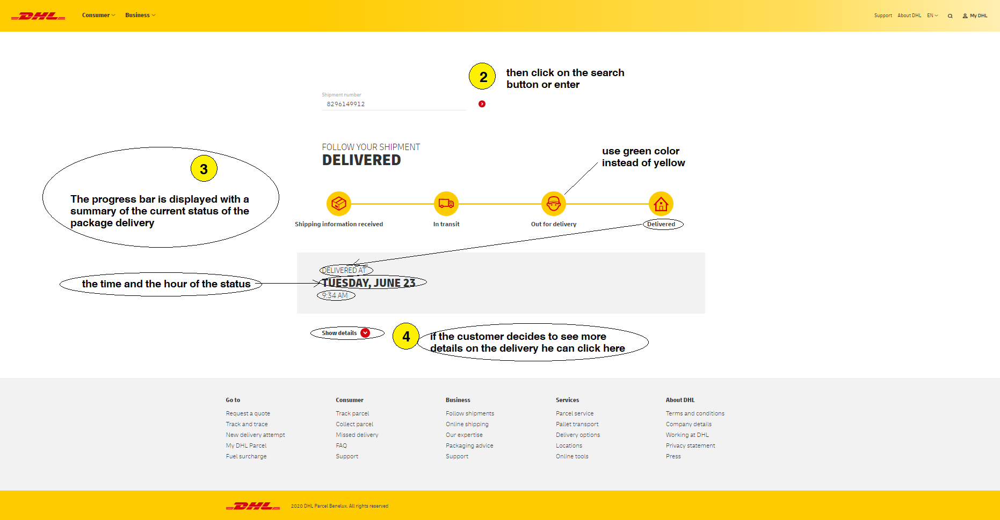 DHL
Consumer
Business
Support
About DHL
EN
My DHL
2
then click on the search
button or enter
Shipment number
8296149912
FOLLOW YOUR SHIPMENT
DELIVERED
use green color
instead of yellow
3
The progress bar is displayed with a
summary of the current status of the
package delivery
Shipping information received
In transit
Out for delivery
Delivered
DELIVERED AT
the time and the hour of the status
TUESDAY, JUNE 23
9:34 AM
Show details
4
if the customer decides to see more
details on the delivery he can click here
Go to
Request a quote
Track and trace
New delivery attempt
My DHL Parcel
Fuel surcharge
Consumer
Track parcel
Collect parcel
Missed delivery
FAQ
Support
Business
Follow shipments
Online shipping
Our expertise
Packaging advice
Support
Services
Parcel service
Pallet transport
Delivery options
Locations
Online tools
About DHL
Terms and conditions
Company details
Working at DHL
Privacy statement
Press
DHL
2020 DHL Parcel Benelux. All rights reserved